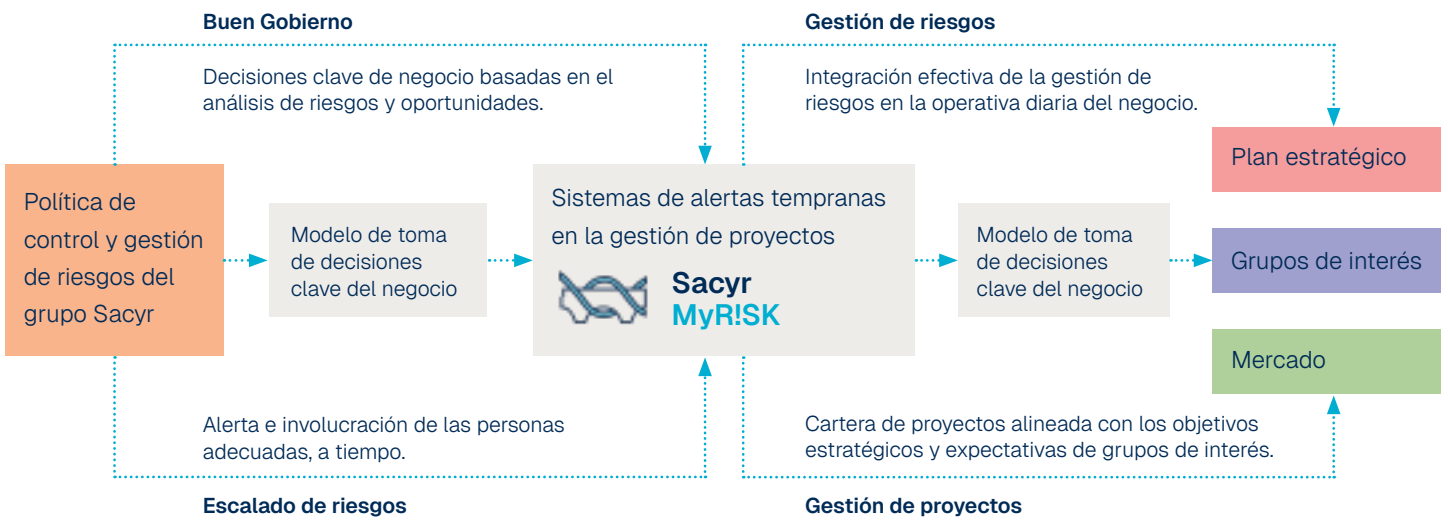 Buen Gobierno
Decisiones clave de negocio basadas en el
análisis de riesgos y oportunidades.
Gestión de riesgos
Integración efectiva de la gestión de
riesgos en la operativa diaria del negocio.
Política de
control y gestión
de riesgos del
grupo Sacyr
Modelo de toma
de decisiones
clave del negocio
Sistemas de alertas tempranas
en la gestión de proyectos
Sacyr
MyR!SK
Modelo de toma
de decisiones
clave del negocio
Plan estratégico
Grupos de interés
Mercado
Alerta e involucración de las personas
adecuadas, a tiempo.
Escalado de riesgos
Cartera de proyectos alineada con los objetivos
estratégicos y expectativas de grupos de interés.
Gestión de proyectos